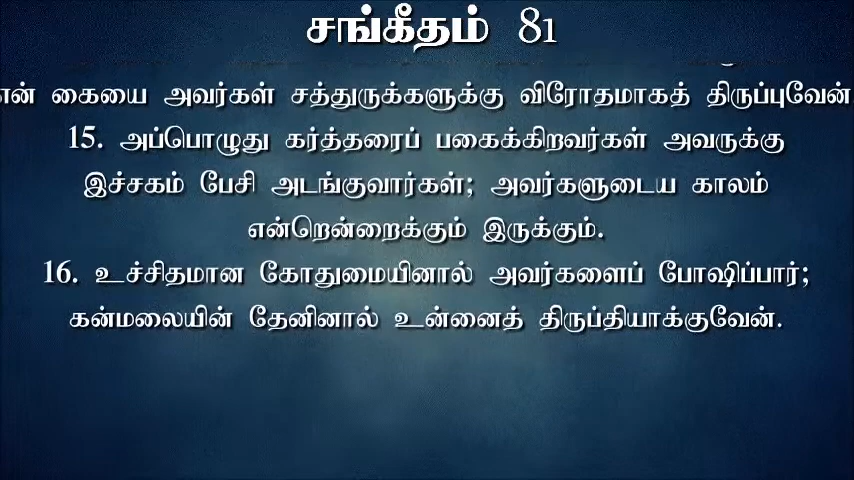 சங்கீதம் 81
என் கையை அவர்கள் சத்துருக்களுக்கு விரோதமாகத் திருப்புவேன்.
15. அப்பொழுது கர்த்தரைப் பகைக்கிறவர்கள் அவருக்கு
இச்சகம் பேசி அடங்குவார்கள்; அவர்களுடைய காலம்
என்றென்றைக்கும் இருக்கும்.
16. உச்சிதமான கோதுமையினால் அவர்களைப் போஷிப்பார்;
கன்மலையின் தேனினால் உன்னைத் திருப்தியாக்குவேன்.